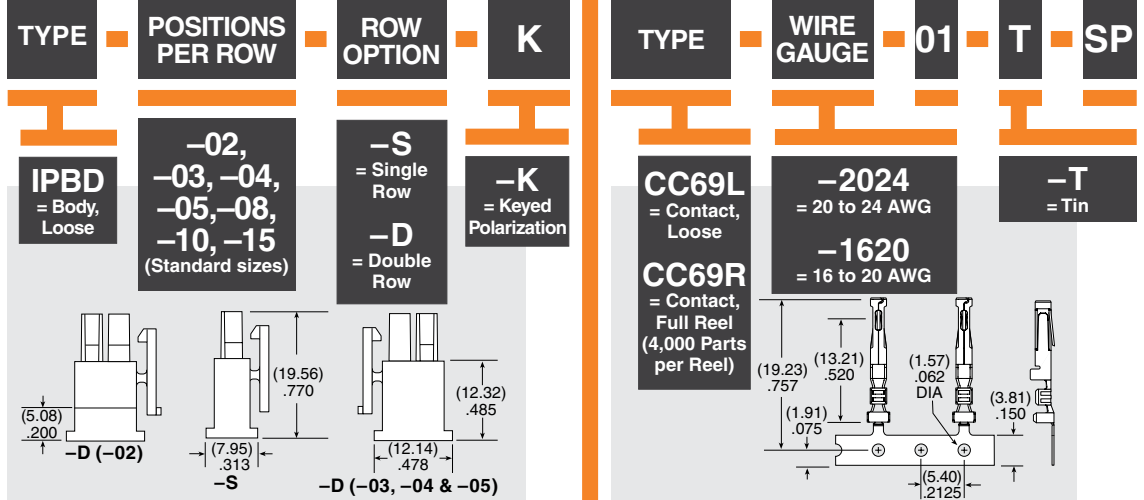 TYPE
POSITIONS
PER ROW
ROW
OPTION
K
IPBD
= Body,
Loose
–02,
–03, –04,
–05,–08,
–10, –15
(Standard sizes)
–S
= Single
Row
–D
= Double
Row
–K
= Keyed
Polarization
(5.08)
.200
–D (–02)
(19.56)
.770
(7.95)
.313
–S
(12.32)
.485
(12.14)
.478
–D (–03, –04 & –05)
TYPE
WIRE
GAUGE
01
T
SP
CC69L
= Contact,
Loose
CC69R
= Contact,
Full Reel
(4,000 Parts
per Reel)
–2024
= 20 to 24 AWG
–1620
= 16 to 20 AWG
–T
= Tin
(19.23)
.757
(13.21)
.520
(1.57)
.062
DIA
(3.81)
.150
(1.91)
.075
(5.40)
.2125